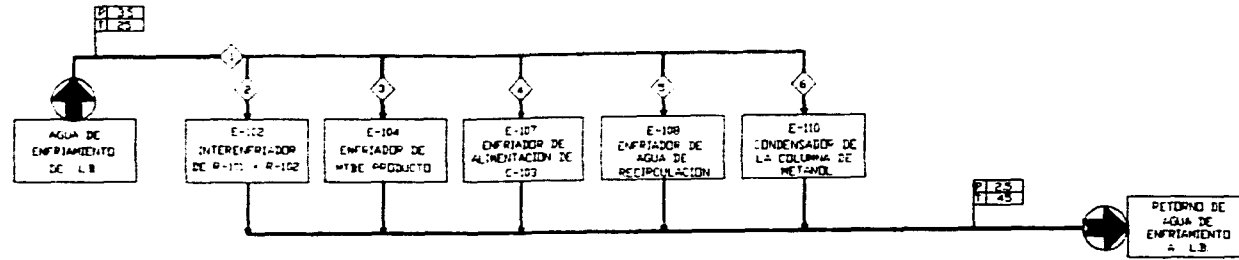 P 3.5
T 25
1
2
3
4
5
6
AGUA DE
ENFRIAMIENTO
DE L.B
E-102
INTERENFRIADOR
DE R-101 Y R-102
E-104
ENFRIADOR DE
MTBE PRODUCTO
E-107
ENFRIADOR DE
ALIMENTACION DE
C-103
E-108
ENFRIADOR DE
AGUA DE
RECIRCULACIÓN
E-110
CONDENSADOR DE
LA COLUMNA DE
METANOL
P 2.5
T 45
RETORNO DE
AGUA DE
ENFRIAMIENTO
A L.B.